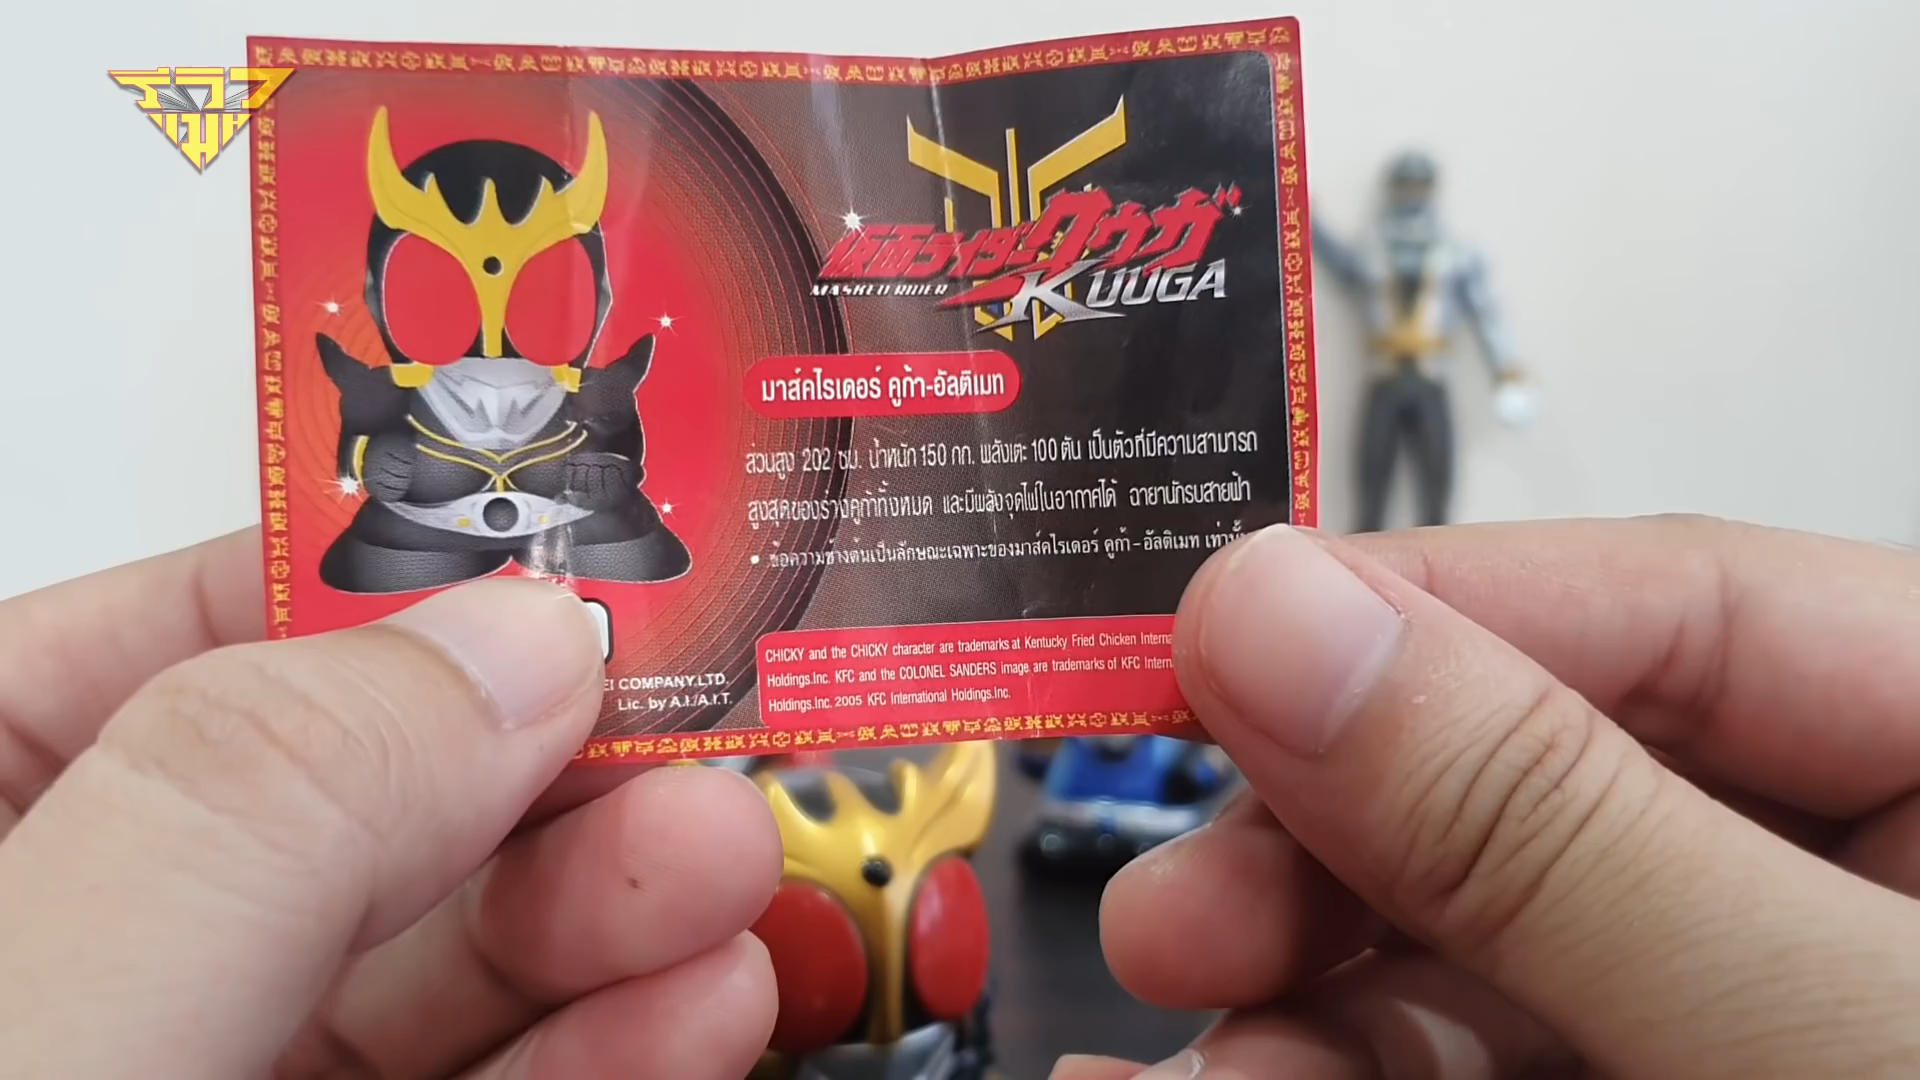 รีวิว
เมะ
仮面ライダークウガ
MASKED RIDER KUUGA
มาส์คไรเดอร์ คูก้า-อัลติเมท
ส่วนสูง 202 ซม. น้ำหนัก 150 กก. พลังเตะ 100 ตัน เป็นตัวที่มีความสามารถ
สูงสุดของร่างคูก้าทั้งหมด และมีพลังจุดไฟในอากาศได้ ฉายานักรบสายฟ้า
• ข้อความข้างต้นเป็นลักษณะเฉพาะของมาส์คไรเดอร์ คูก้า-อัลติเมท เท่านั้น
CHICKY and the CHICKY character are trademarks at Kentucky Fried Chicken
Holdings.Inc. KFC and the COLONEL SANDERS image are trademarks of KFC
Holdings.Inc. 2005 KFC International Holdings.Inc.
COMPANY.LTD.
Lic. by A.I./A.I.T.